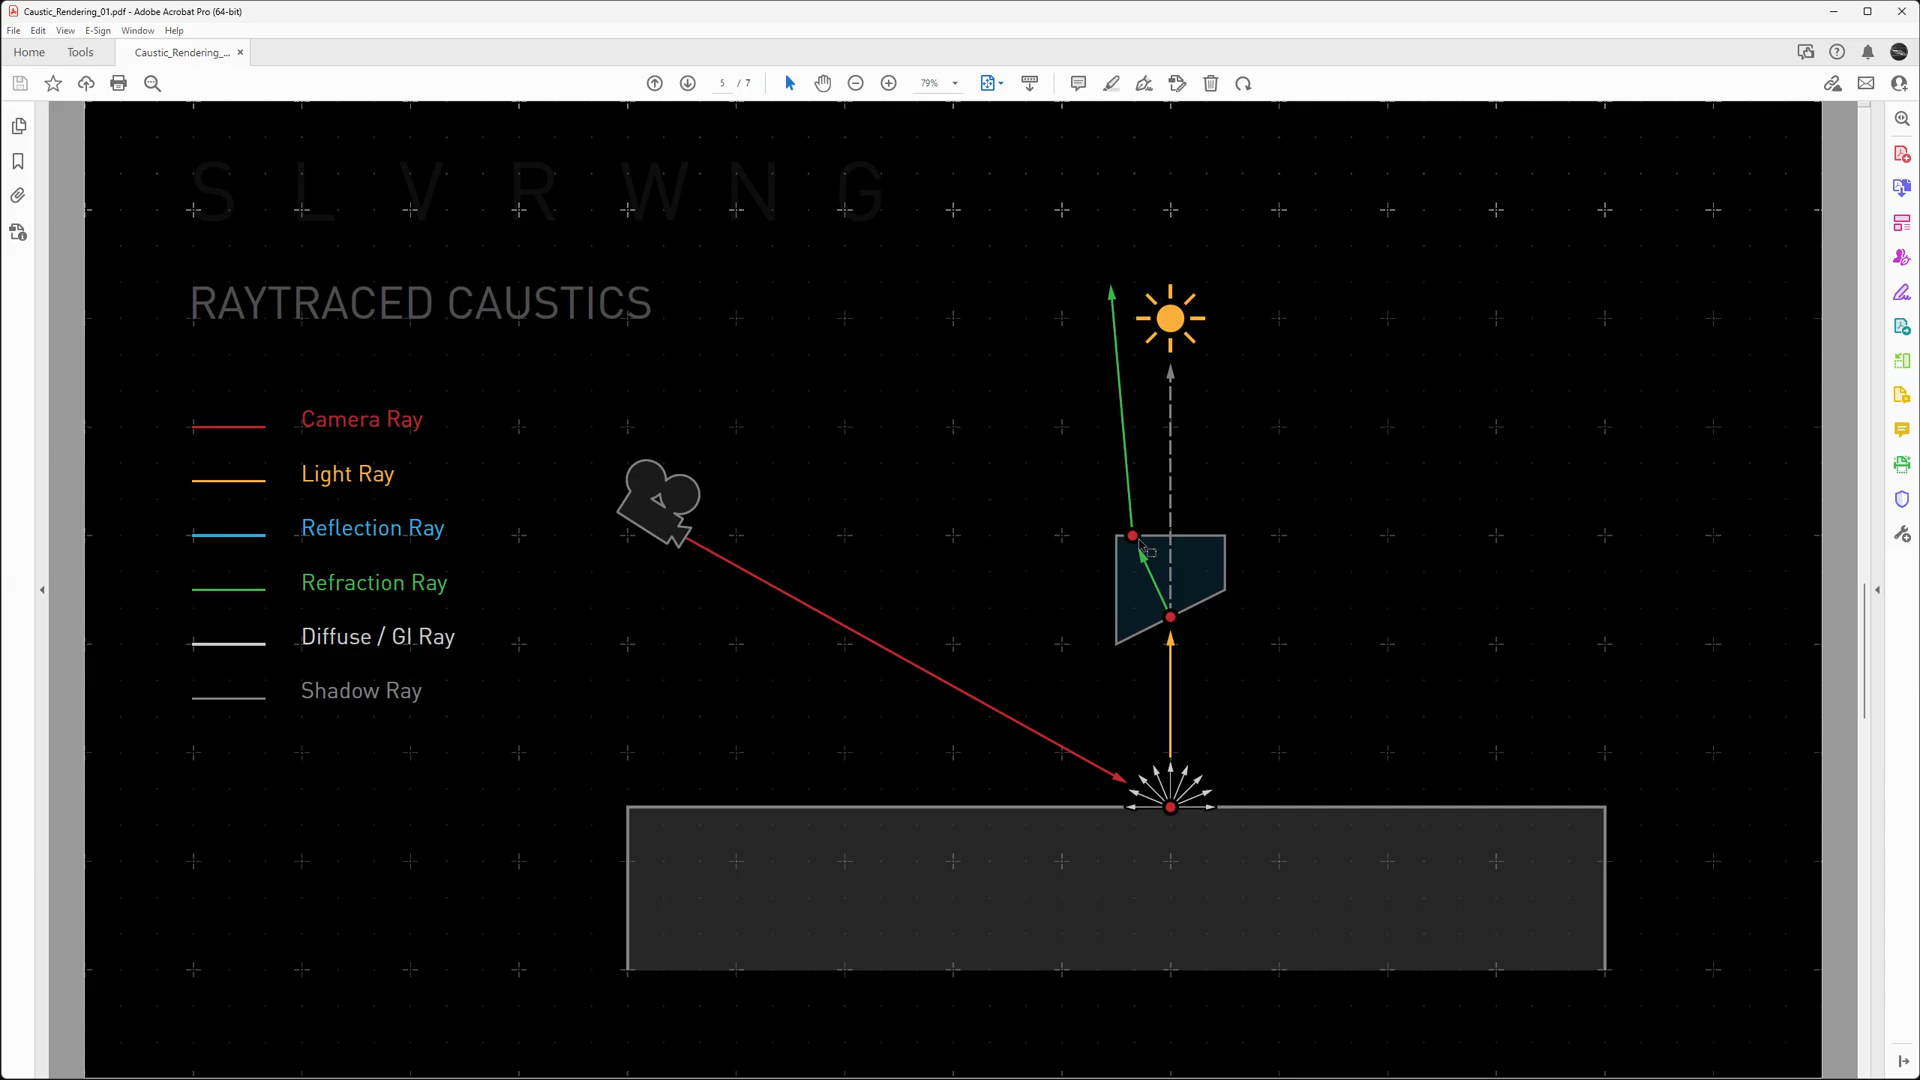 Caustic_Rendering_01.pdf - Adobe Acrobat Pro (64-bit)
File Edit View E-Sign Window Help
Home Tools Caustic_Rendering_... ×
5 / 7 79%
S L V R W N G
RAYTRACED CAUSTICS
Camera Ray
Light Ray
Reflection Ray
Refraction Ray
Diffuse / GI Ray
Shadow Ray